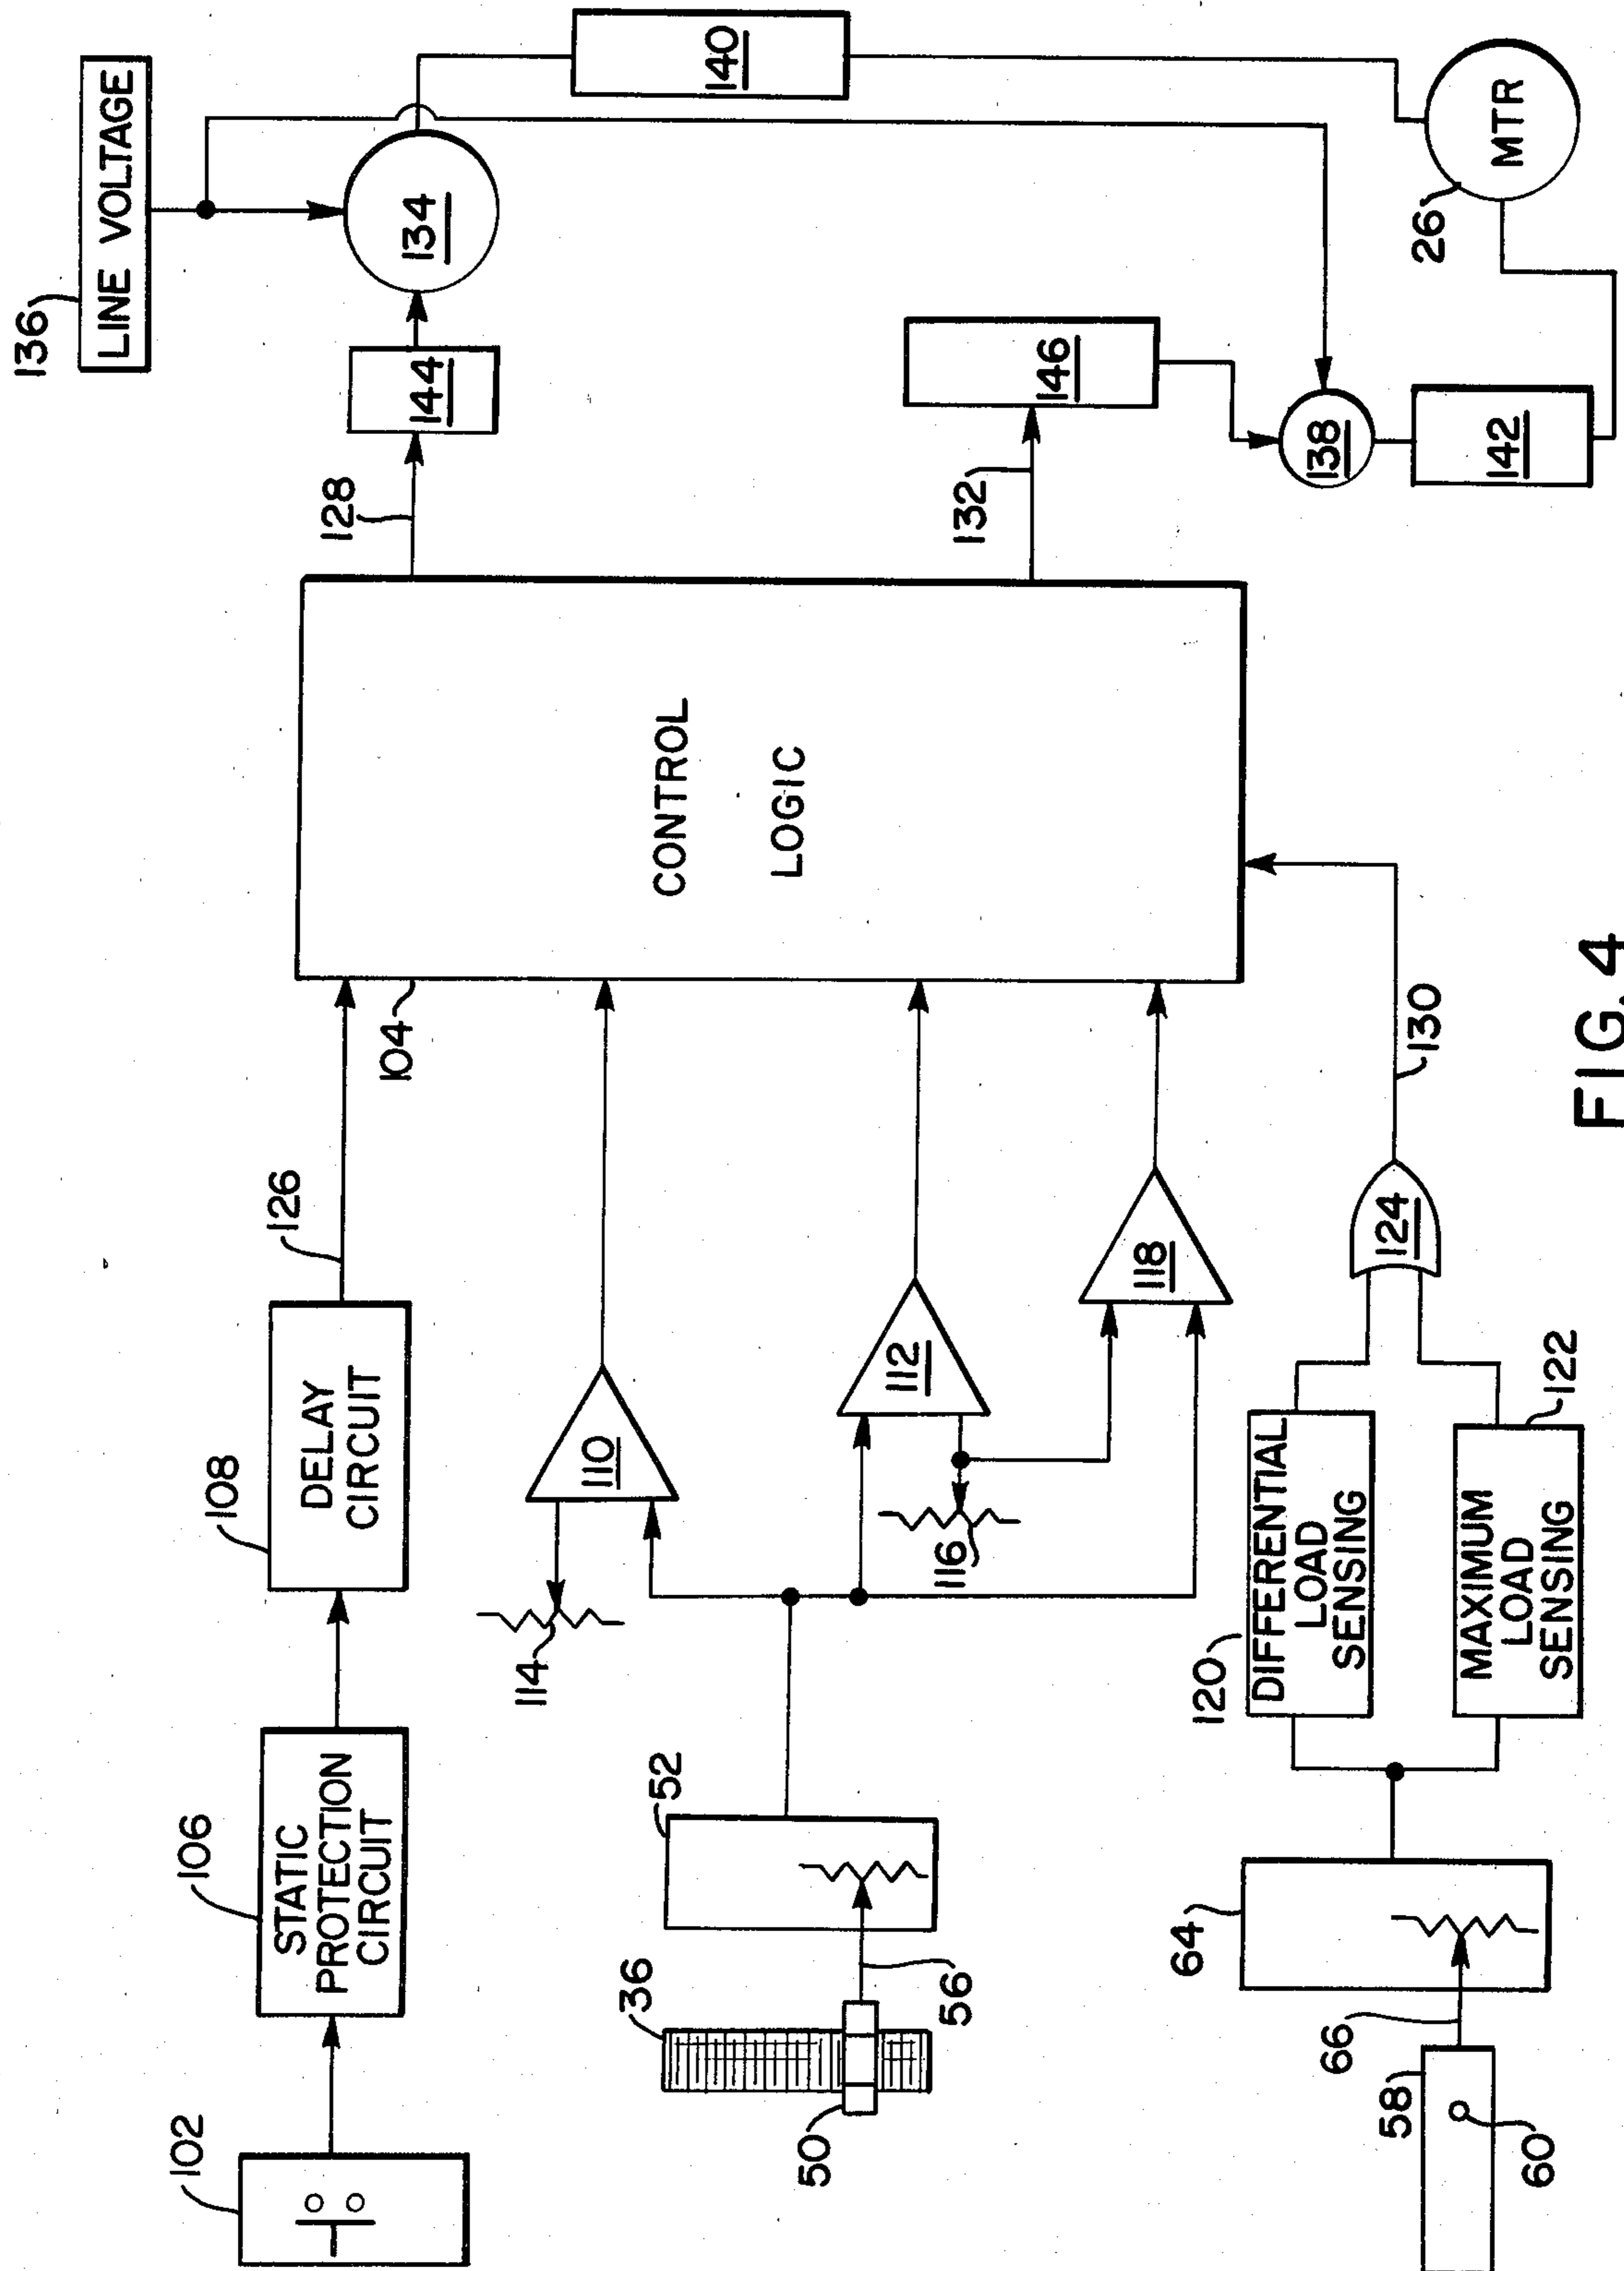 136
LINE VOLTAGE
134
140
144
128
132
146
138
142
26
MTR
CONTROL
LOGIC
104
126
108
DELAY
CIRCUIT
106
STATIC
PROTECTION
CIRCUIT
102
110
114
112
116
118
52
36
56
50
120
DIFFERENTIAL
LOAD
SENSING
122
MAXIMUM
LOAD
SENSING
124
130
64
66
58
60
FIG. 4